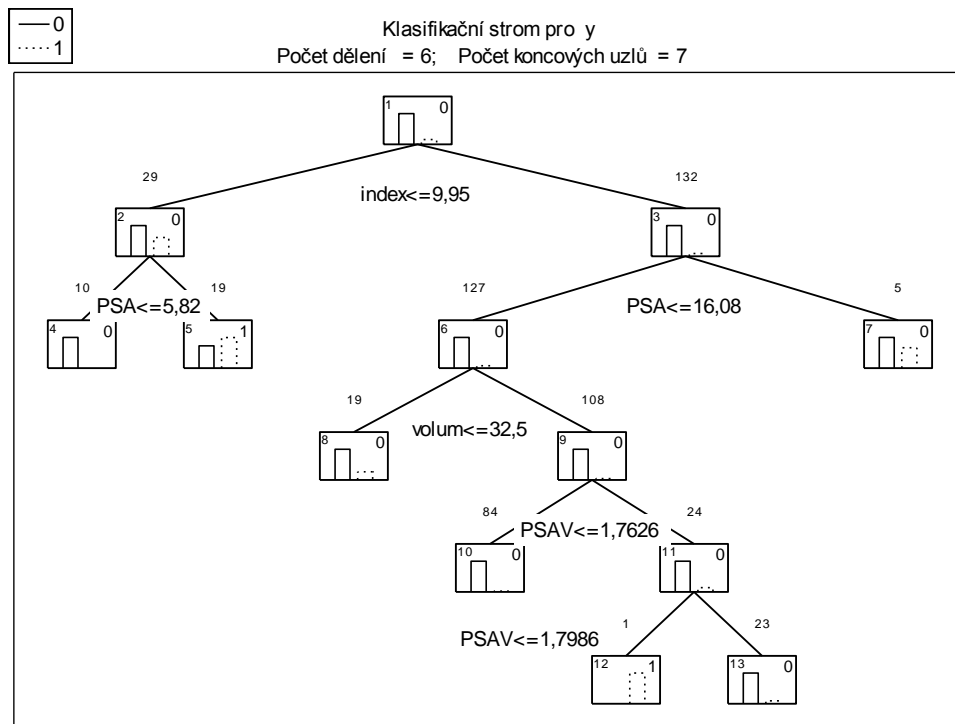 0
1
Klasifikační strom pro y
Počet dělení = 6; Počet koncových uzlů = 7
1 0
29 index<=9,95 132
2 0 3 0
10 PSA<=5,82 19 127 PSA<=16,08 5
4 0 5 1 6 0 7 0
19 volum<=32,5 108
8 0 9 0
84 PSAV<=1,7626 24
10 0 11 0
PSAV<=1,7986 1 23
12 1 13 0